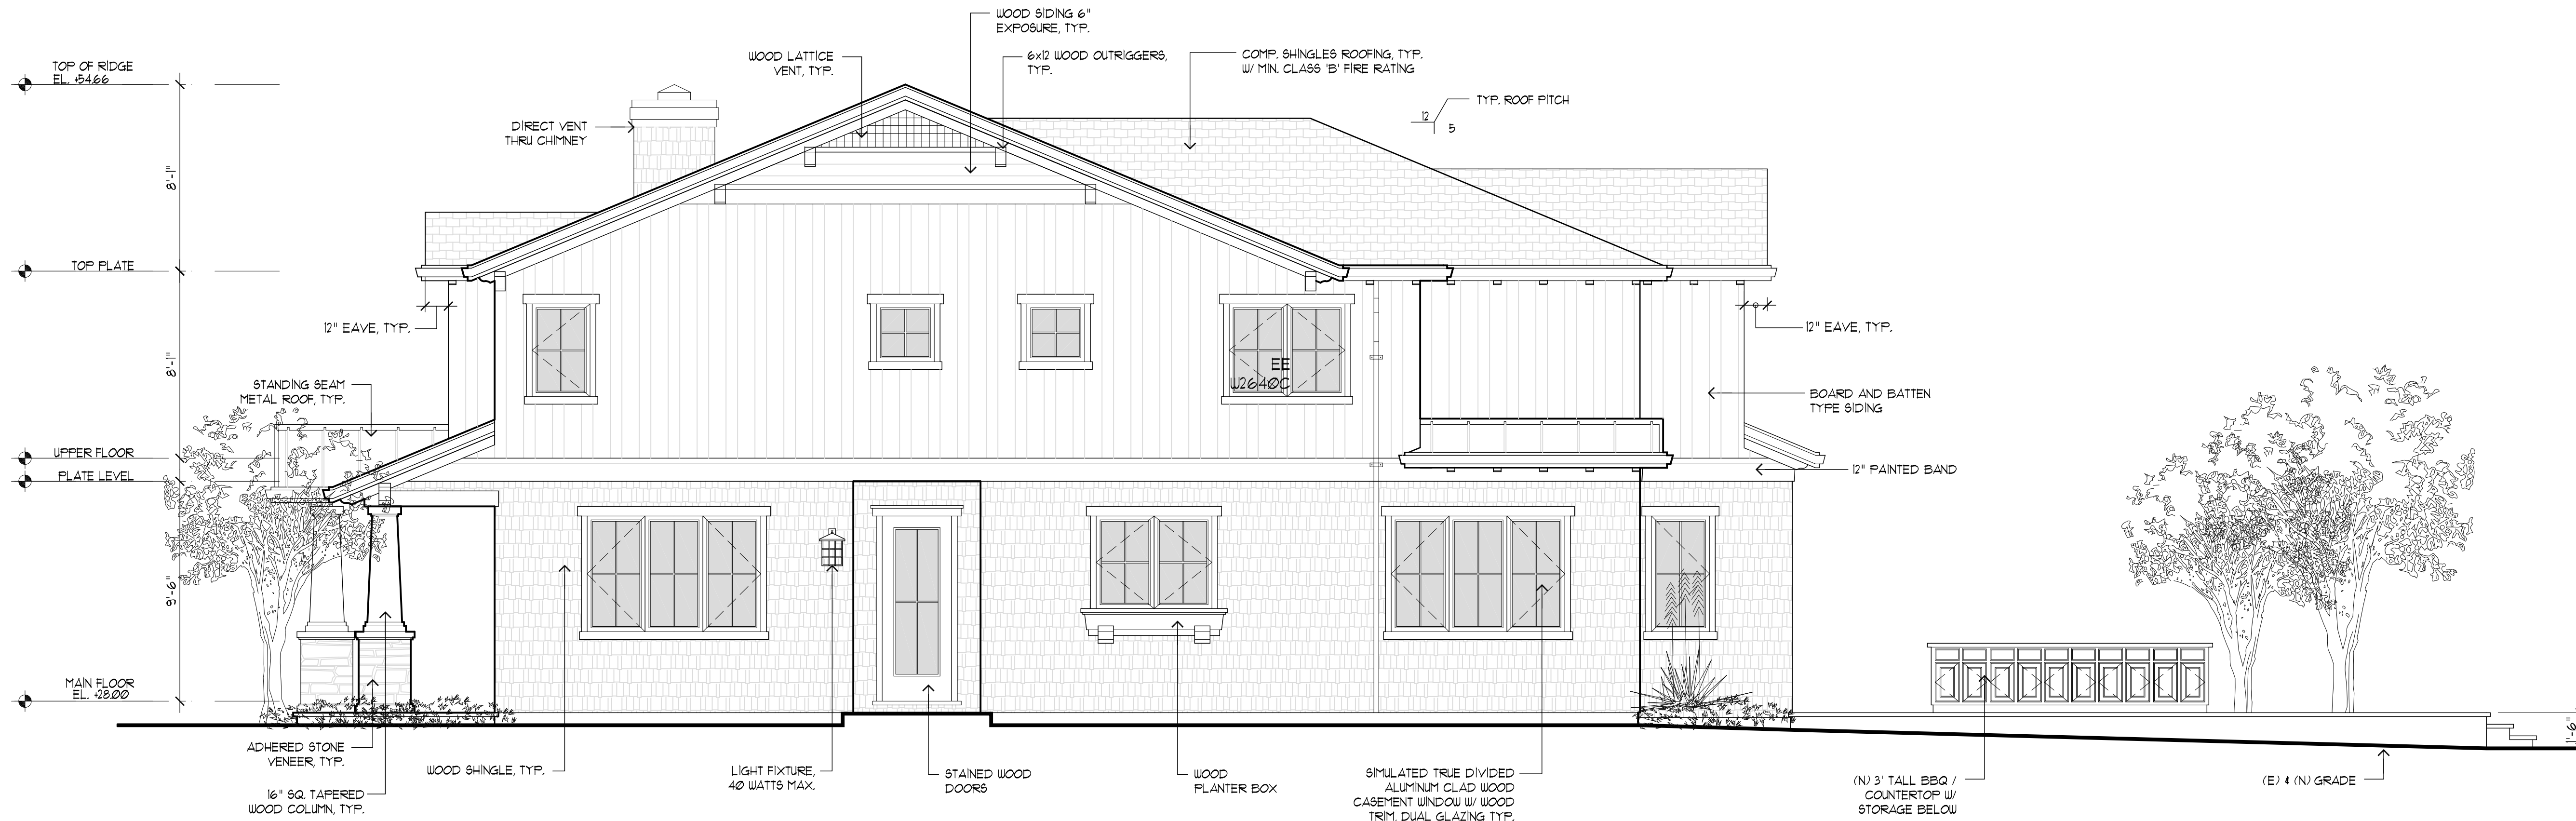 WOOD SIDING 6"
EXPOSURE, TYP.
WOOD LATTICE
VENT, TYP.
6x12 WOOD OUTRIGGERS,
TYP.
COMP. SHINGLES ROOFING, TYP.
W/ MIN. CLASS 'B' FIRE RATING
TOP OF RIDGE
EL. +54.66
DIRECT VENT
THRU CHIMNEY
TYP. ROOF PITCH
12
5
8'-1"
TOP PLATE
12" EAVE, TYP.
12" EAVE, TYP.
8'-1"
EE
W2640C
STANDING SEAM
METAL ROOF, TYP.
BOARD AND BATTEN
TYPE SIDING
UPPER FLOOR
PLATE LEVEL
12" PAINTED BAND
9'-6"
MAIN FLOOR
EL. +28.00
1'-6"
ADHERED STONE
VENEER, TYP.
WOOD SHINGLE, TYP.
LIGHT FIXTURE,
40 WATTS MAX.
STAINED WOOD
DOORS
WOOD
PLANTER BOX
SIMULATED TRUE DIVIDED
ALUMINUM CLAD WOOD
CASEMENT WINDOW W/ WOOD
TRIM. DUAL GLAZING TYP.
(N) 3' TALL BBQ /
COUNTERTOP W/
STORAGE BELOW
(E) & (N) GRADE
16" SQ. TAPERED
WOOD COLUMN, TYP.